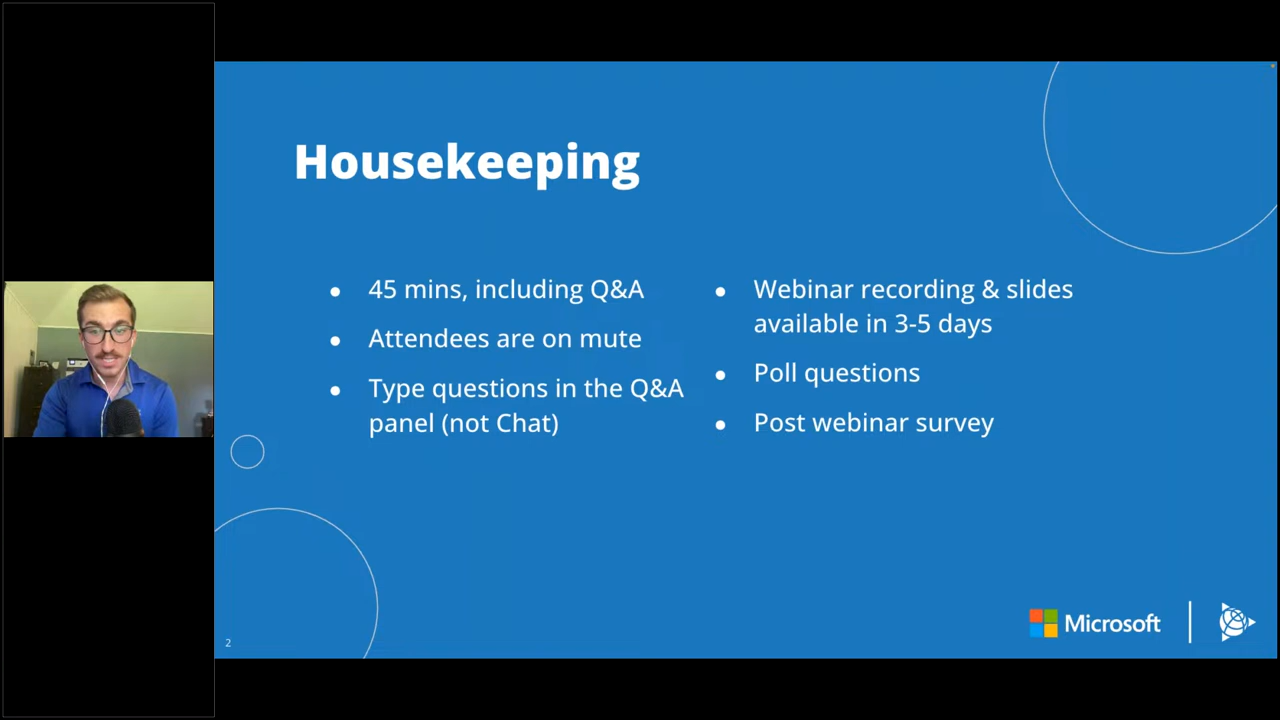 Housekeeping
● 45 mins, including Q&A
● Attendees are on mute
● Type questions in the Q&A
panel (not Chat)
● Webinar recording & slides
available in 3-5 days
● Poll questions
● Post webinar survey
2
Microsoft